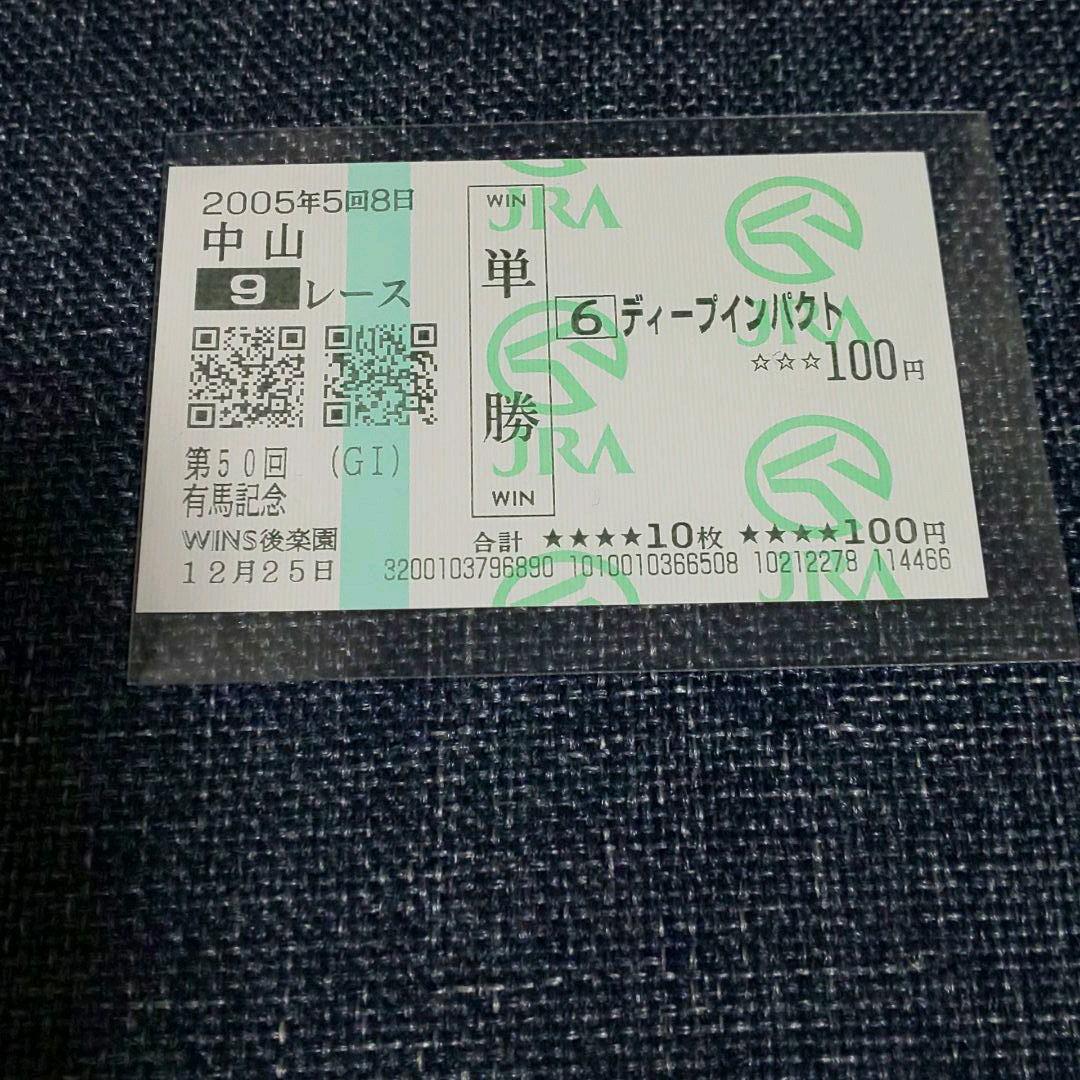 2005年5回8日
中山
9レース
第50回 (GI)
有馬記念
WINS後楽園
12月25日
WIN
単勝
WIN
6 ディープインパクト
☆☆☆100円
合計 ★★★★10枚 ★★★★100円
3200103796890 1010010366508 10212278 114466
JRA
JRA
JRA
JRA